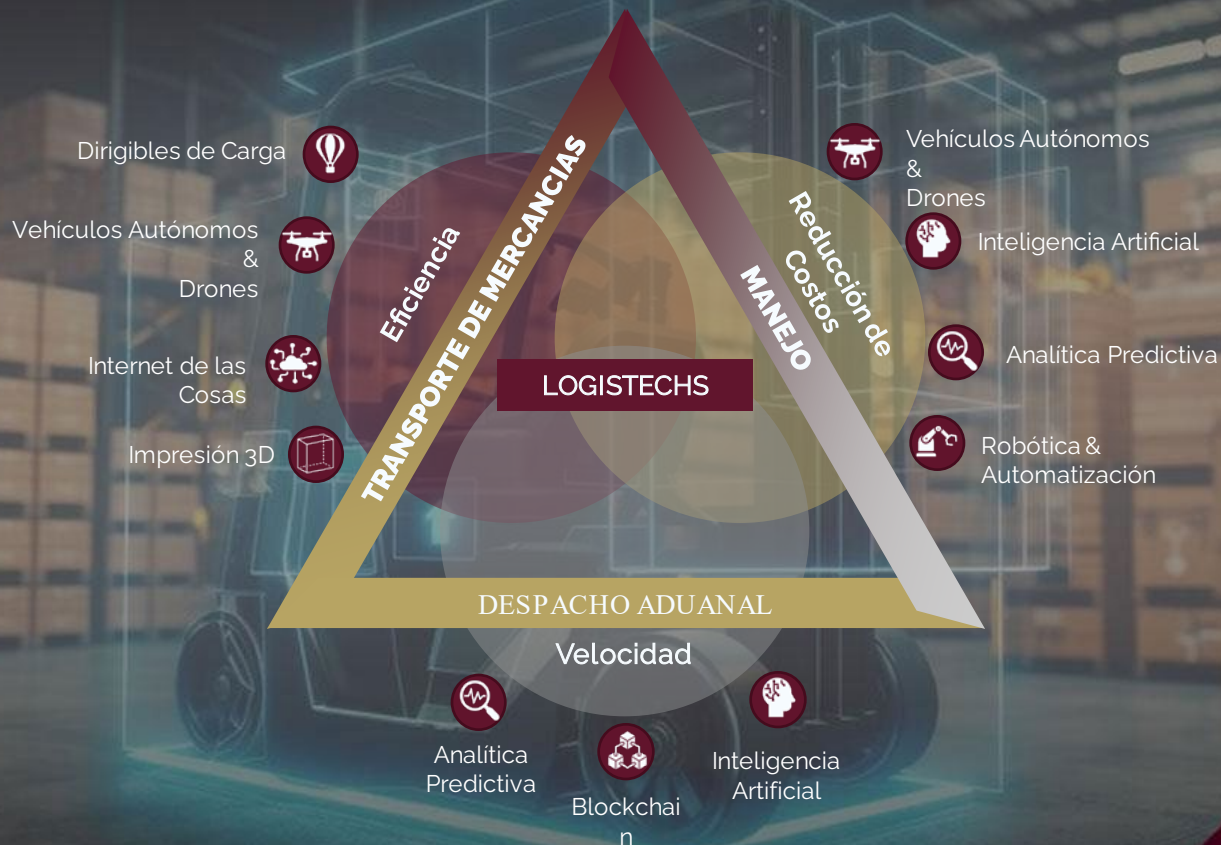 Dirigibles de Carga
Vehículos Autónomos
&
Drones
Internet de las
Cosas
Impresión 3D
Eficiencia
TRANSPORTE DE MERCANCIAS
LOGISTECHS
MANEJO
Reducción de
Costos
Vehículos Autónomos
&
Drones
Inteligencia Artificial
Analítica Predictiva
Robótica &
Automatización
DESPACHO ADUANAL
Velocidad
Analítica
Predictiva
Blockchai
n
Inteligencia
Artificial